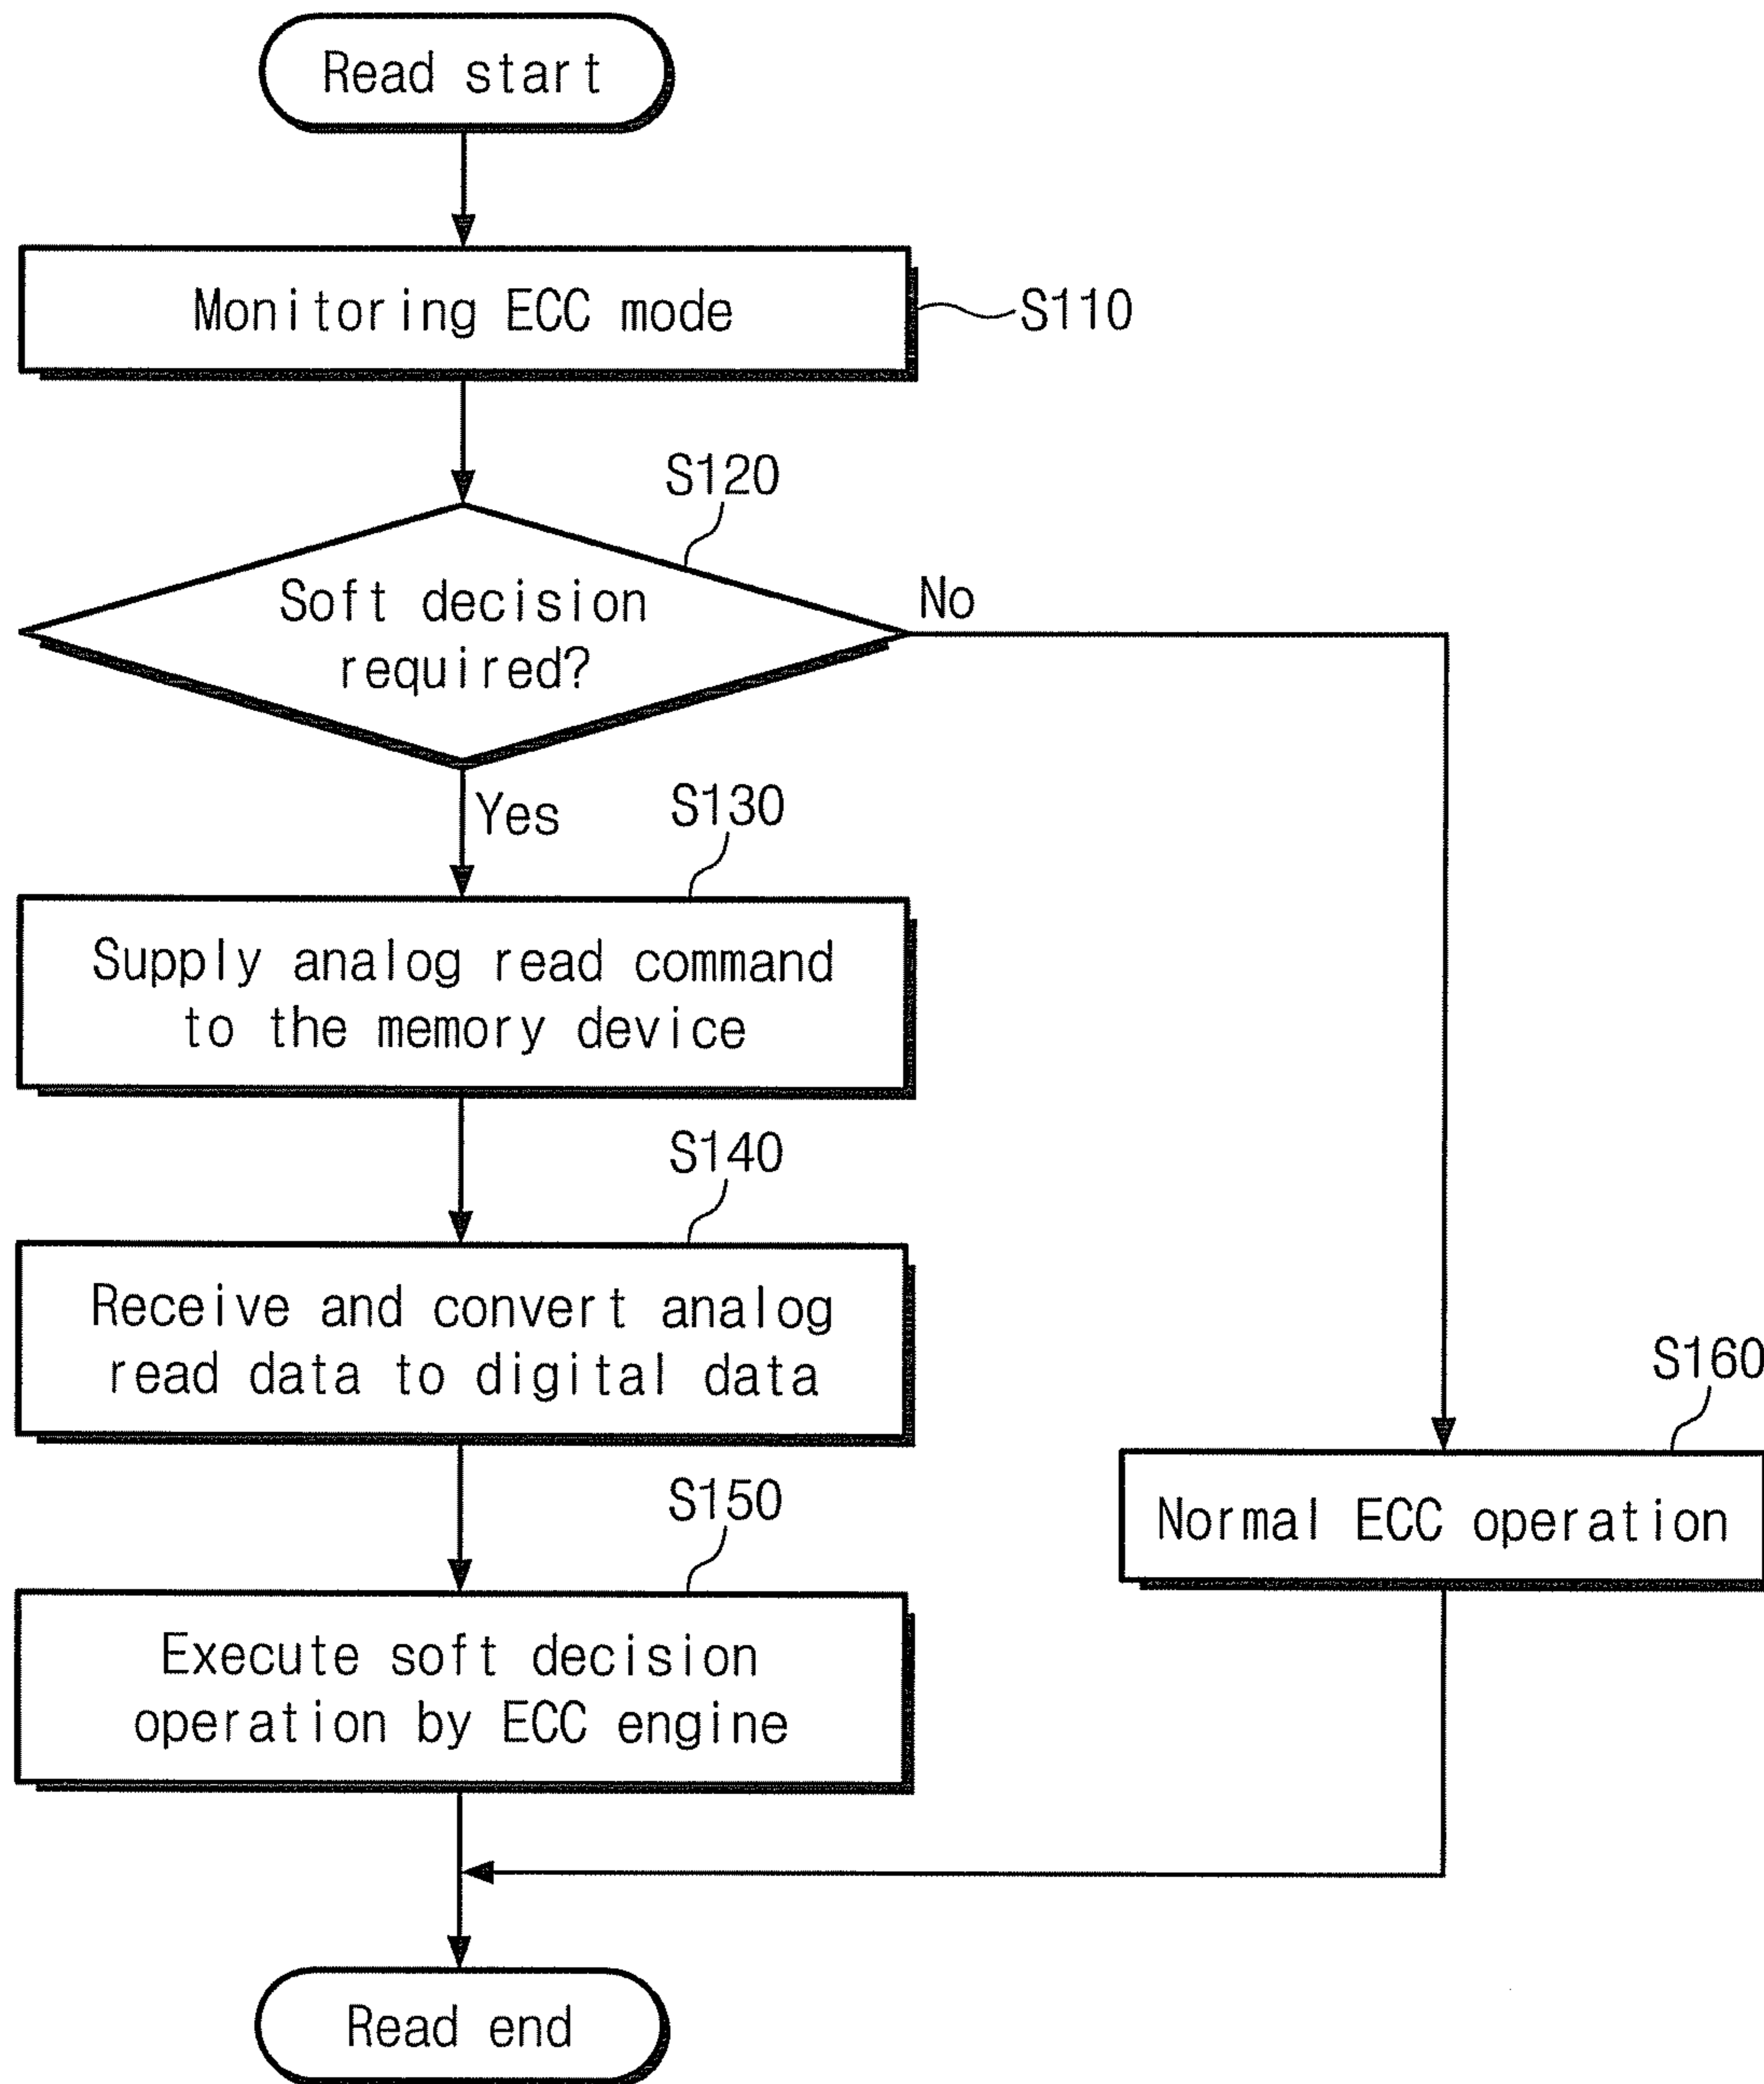 Read start
Monitoring ECC mode
S110
S120
Soft decision
required?
No
Yes
S130
Supply analog read command
to the memory device
S140
Receive and convert analog
read data to digital data
S160
Normal ECC operation
S150
Execute soft decision
operation by ECC engine
Read end